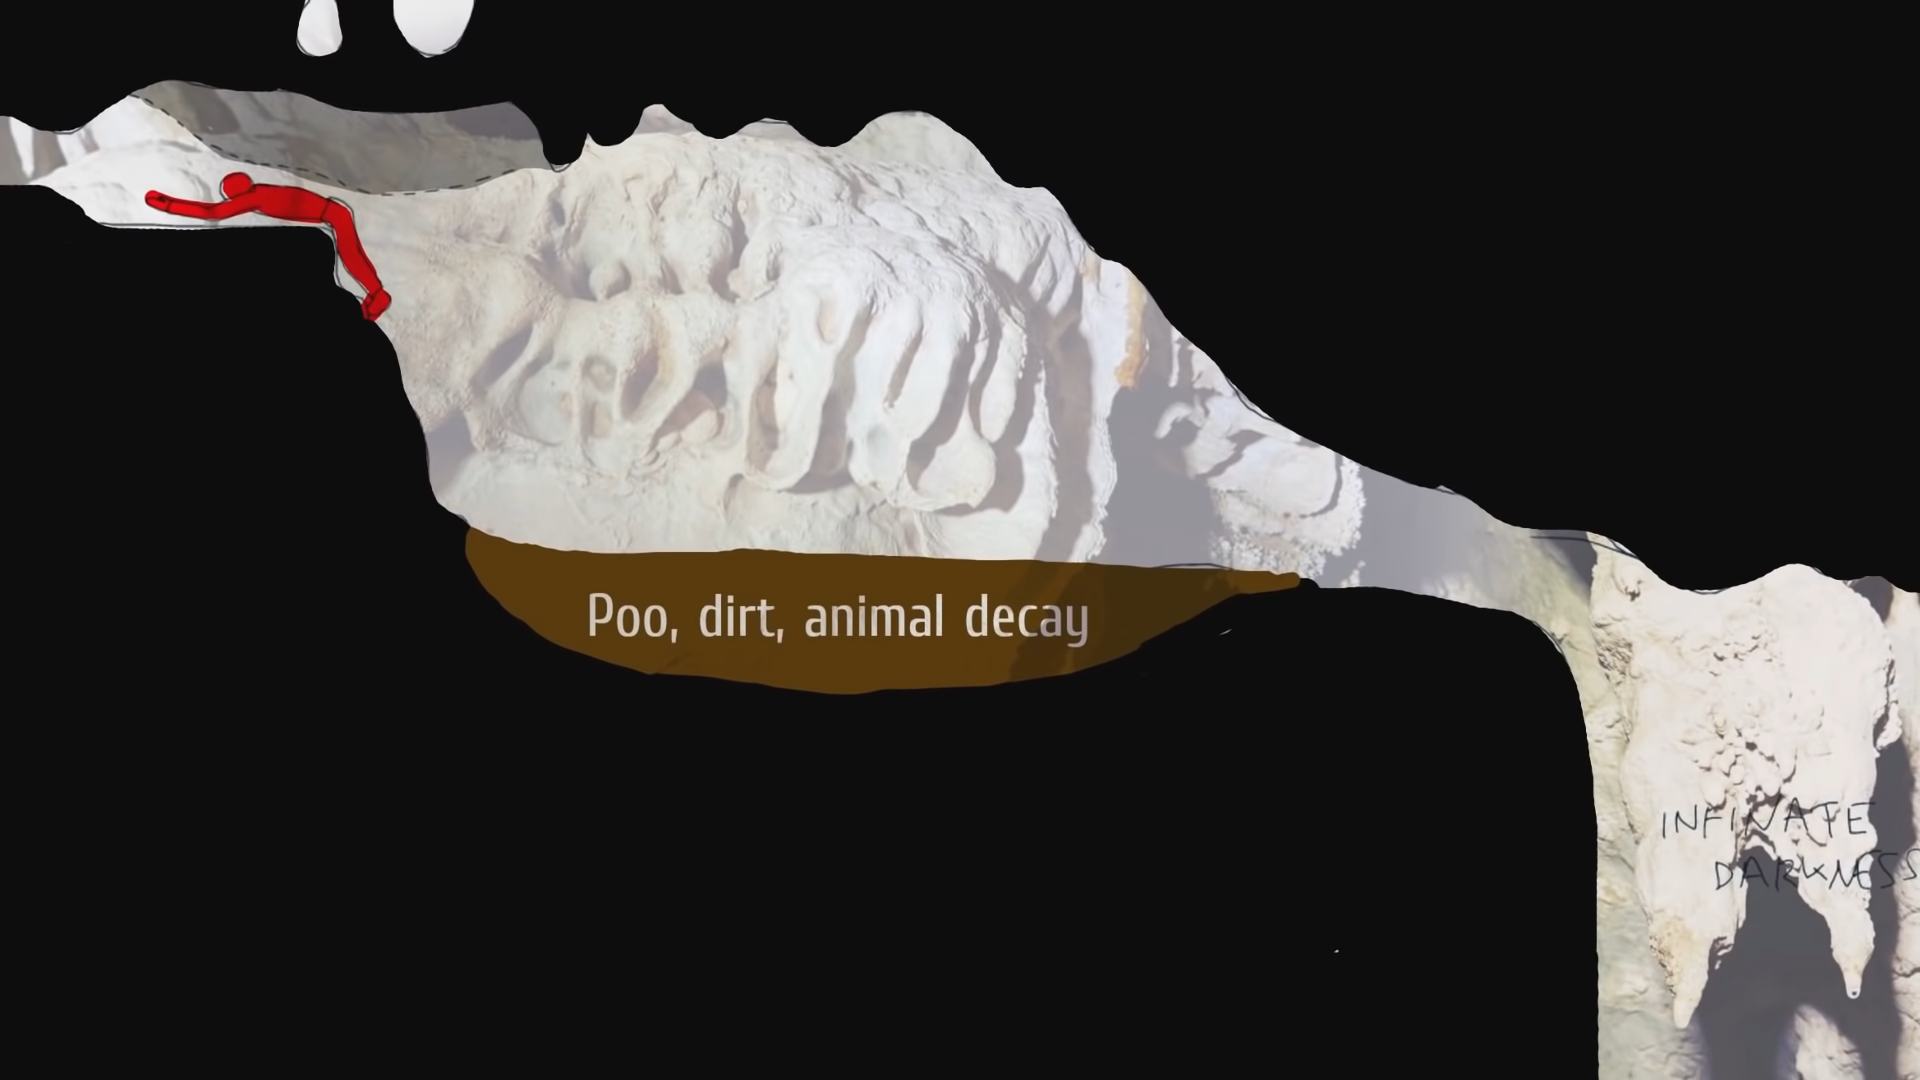 Poo, dirt, animal decay
INFINATE
DARKNESS